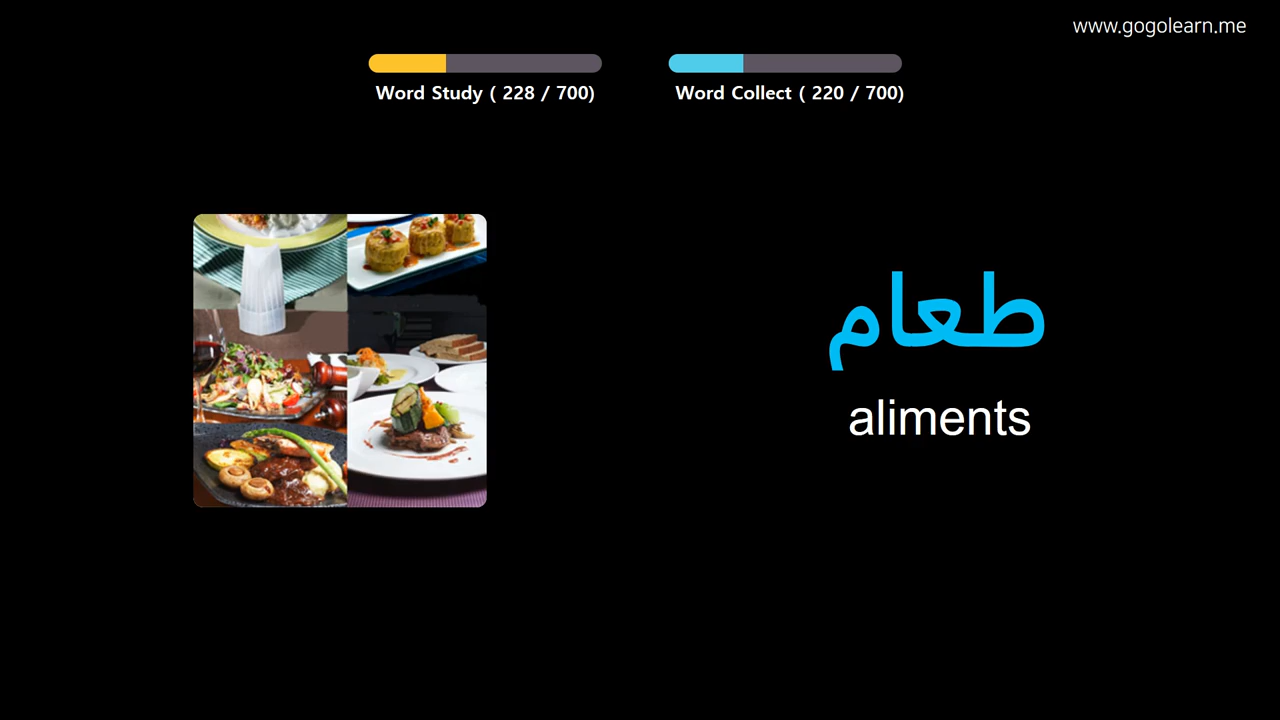 www.gogolearn.me
Word Study ( 228 / 700)
Word Collect ( 220 / 700)
طعام
aliments